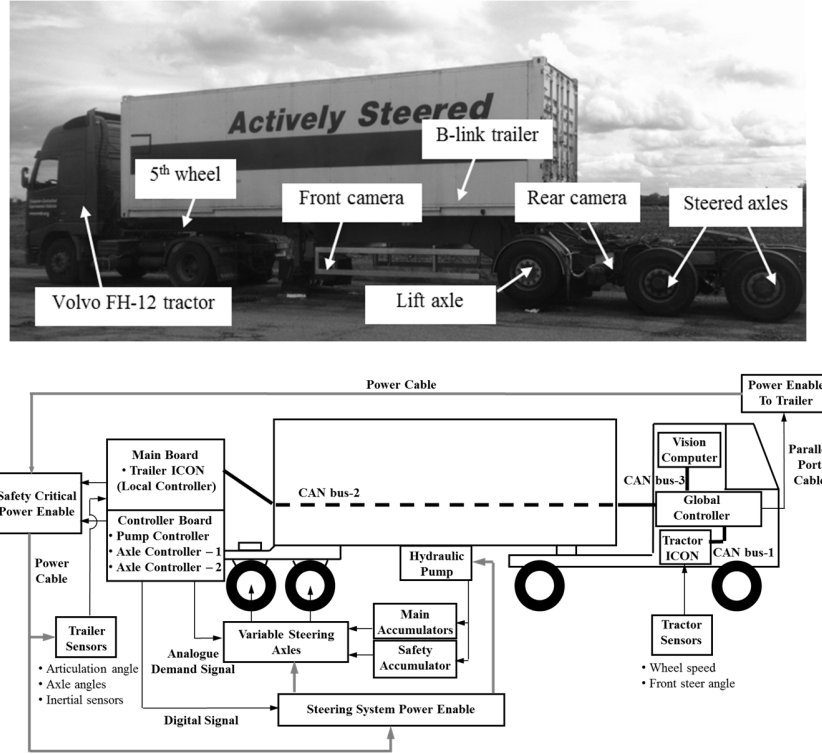 Actively Steered
B-link trailer
5th wheel
Front camera
Rear camera
Steered axles
Volvo FH-12 tractor
Lift axle
Power Cable
Power Enable
To Trailer
Main Board
• Trailer ICON
(Local Controller)
Vision
Computer
Parallel
Port
Cable
CAN bus-3
CAN bus-2
Safety Critical
Power Enable
Global
Controller
Controller Board
• Pump Controller
• Axle Controller – 1
• Axle Controller – 2
Tractor
ICON
CAN bus-1
Power
Cable
Hydraulic
Pump
Trailer
Sensors
Main
Accumulators
Variable Steering
Axles
Tractor
Sensors
Analogue
Demand Signal
Safety
Accumulator
• Articulation angle
• Axle angles
• Inertial sensors
• Wheel speed
• Front steer angle
Digital Signal
Steering System Power Enable